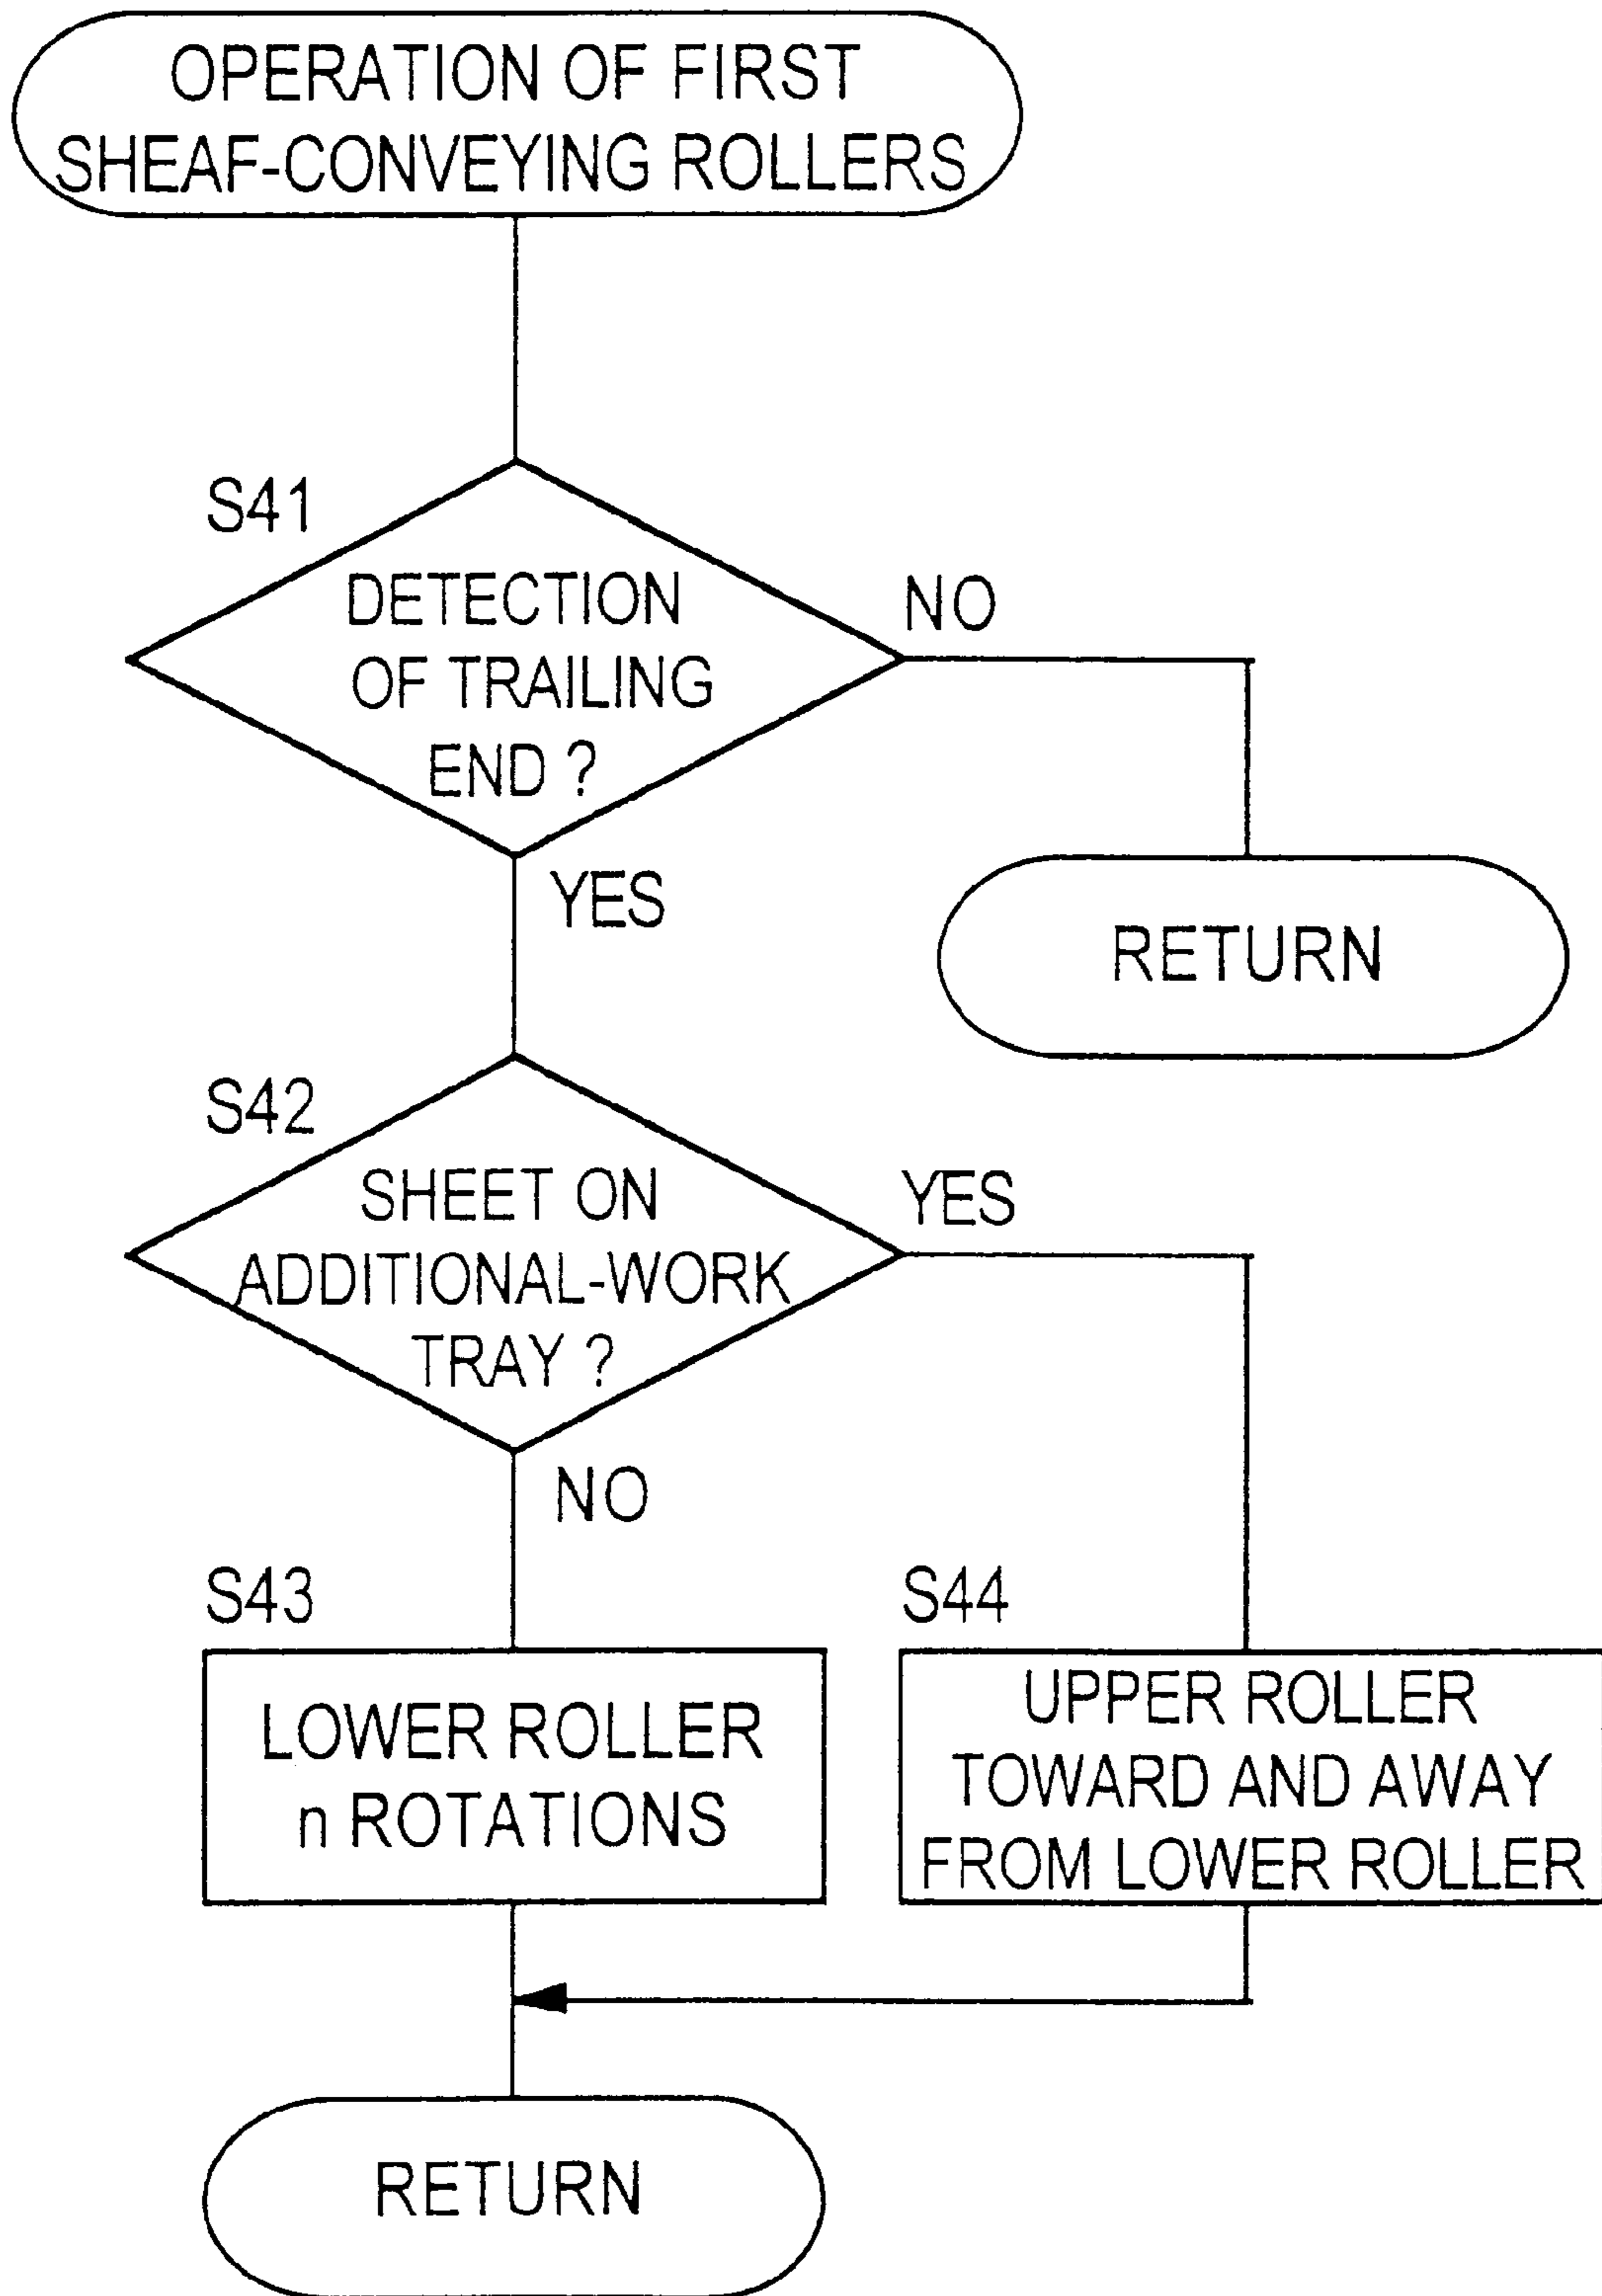 OPERATION OF FIRST
SHEAF-CONVEYING ROLLERS
S41
DETECTION
OF TRAILING
END ?
NO
YES
RETURN
S42
SHEET ON
ADDITIONAL-WORK
TRAY ?
YES
NO
S43
LOWER ROLLER
n ROTATIONS
S44
UPPER ROLLER
TOWARD AND AWAY
FROM LOWER ROLLER
RETURN